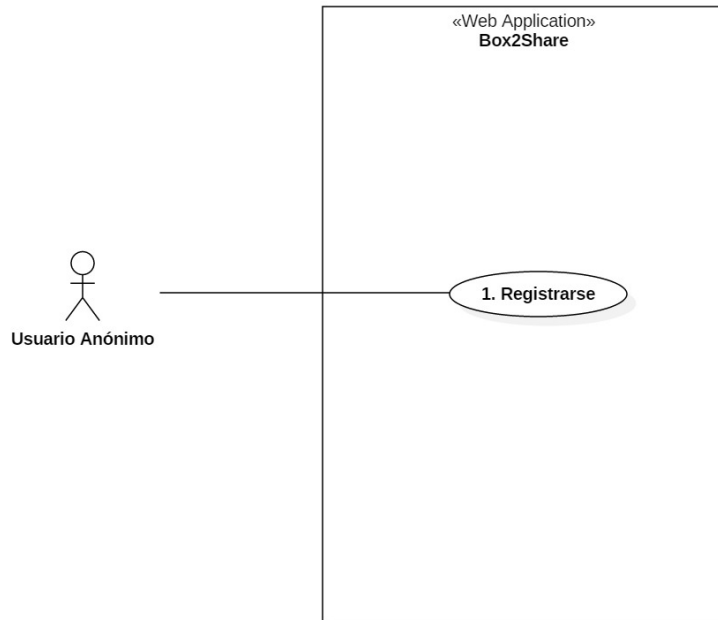 «Web Application»
Box2Share
1. Registrarse
Usuario Anónimo